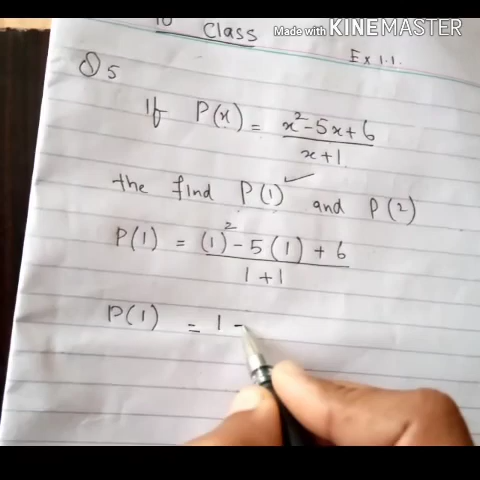 10 Class
Made with KINEMASTER
Ex 1.1.
Q5
If P(x) = x²-5x+6
x+1
the find P(1) ✓ and P(2)
P(1) = (1)² - 5(1) + 6
1+1
P(1) = 1 -